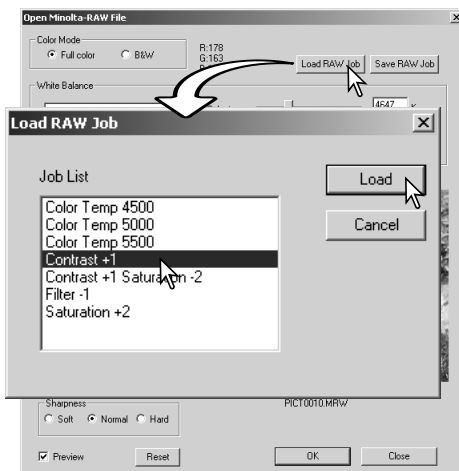 Open Minolta-RAW File
Color Mode
Full color B&W
R:178
G:163
Load RAW Job Save RAW Job
White Balance
4647 K
Load RAW Job
Job List
Load
Cancel
Color Temp 4500
Color Temp 5000
Color Temp 5500
Contrast +1
Contrast +1 Saturation -2
Filter -1
Saturation +2
Sharpness
Soft Normal Hard
PICT0010.MRW
Preview Reset OK Close